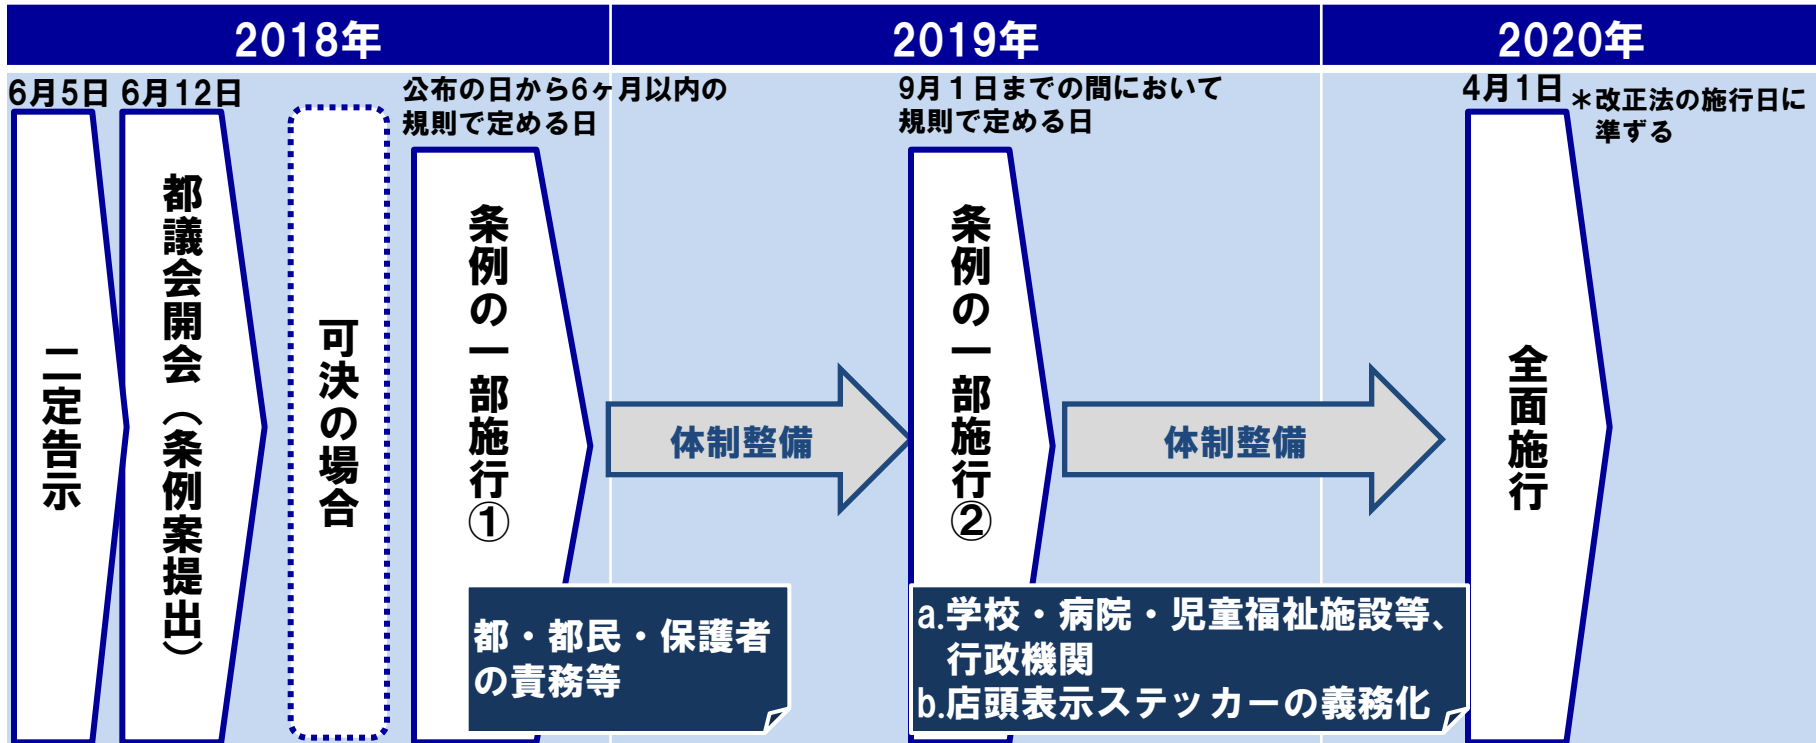 2018年
2019年
2020年
6月5日
6月12日
公布の日から6ヶ月以内の
規則で定める日
9月１日までの間において
規則で定める日
4月1日
＊改正法の施行日に
準ずる
二定告示
都議会開会（条例案提出）
可決の場合
条例の一部施行①
体制整備
条例の一部施行②
体制整備
全面施行
都・都民・保護者
の責務等
a.学校・病院・児童福祉施設等、
行政機関
b.店頭表示ステッカーの義務化